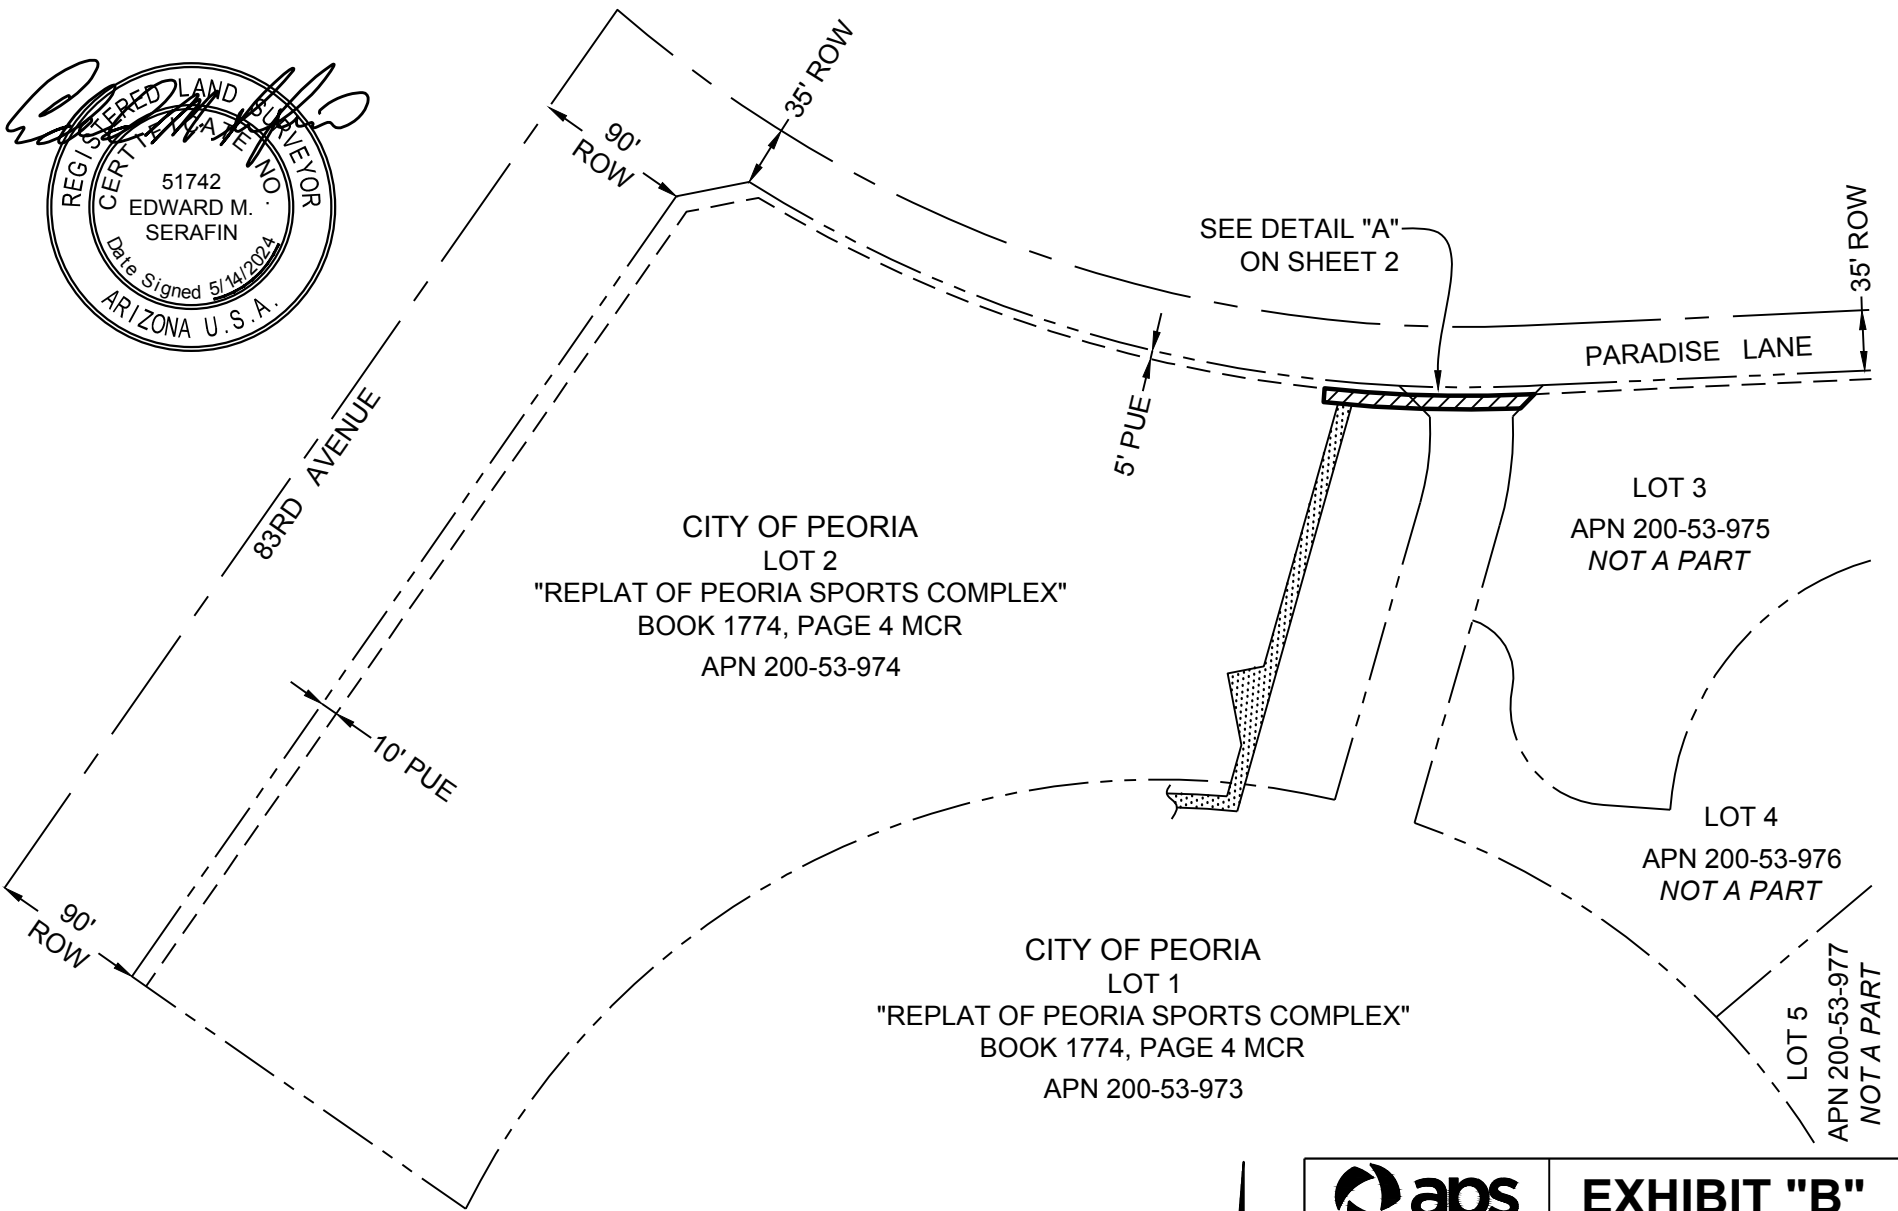 REGISTERED LAND SURVEYOR
CERTIFICATE NO.
51742
EDWARD M.
SERAFIN
Date Signed 5/14/2024
ARIZONA U.S.A.
35' ROW
90'
ROW
SEE DETAIL "A"
ON SHEET 2
35' ROW
PARADISE LANE
83RD AVENUE
5' PUE
LOT 3
APN 200-53-975
NOT A PART
CITY OF PEORIA
LOT 2
"REPLAT OF PEORIA SPORTS COMPLEX"
BOOK 1774, PAGE 4 MCR
APN 200-53-974
10' PUE
LOT 4
APN 200-53-976
NOT A PART
90'
ROW
CITY OF PEORIA
LOT 1
"REPLAT OF PEORIA SPORTS COMPLEX"
BOOK 1774, PAGE 4 MCR
APN 200-53-973
LOT 5
APN 200-53-977
NOT A PART
aps
EXHIBIT "B"